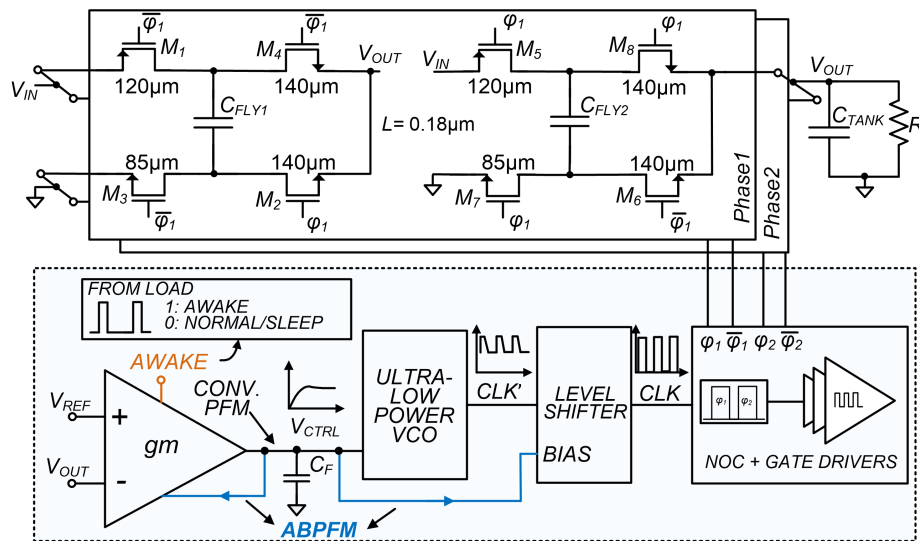 φ̅1 φ1 φ1 φ̅1
M1 M4 VOUT VIN M5 M8
VIN 120μm 140μm 120μm 140μm VOUT
CFLY1 L= 0.18μm CFLY2 CTANK R
85μm 140μm 85μm 140μm
M3 M2 M7 M6
φ̅1 φ1 φ1 φ̅1
Phase1
Phase2
FROM LOAD
1: AWAKE
0: NORMAL/SLEEP
AWAKE
CONV.
PFM
VREF
+
gm
VOUT
-
VCTRL
CF
ABPFM
ULTRA-
LOW
POWER
VCO
CLK'
LEVEL
SHIFTER
BIAS
CLK
φ1 φ̅1 φ2 φ̅2
φ1 φ2
NOC + GATE DRIVERS